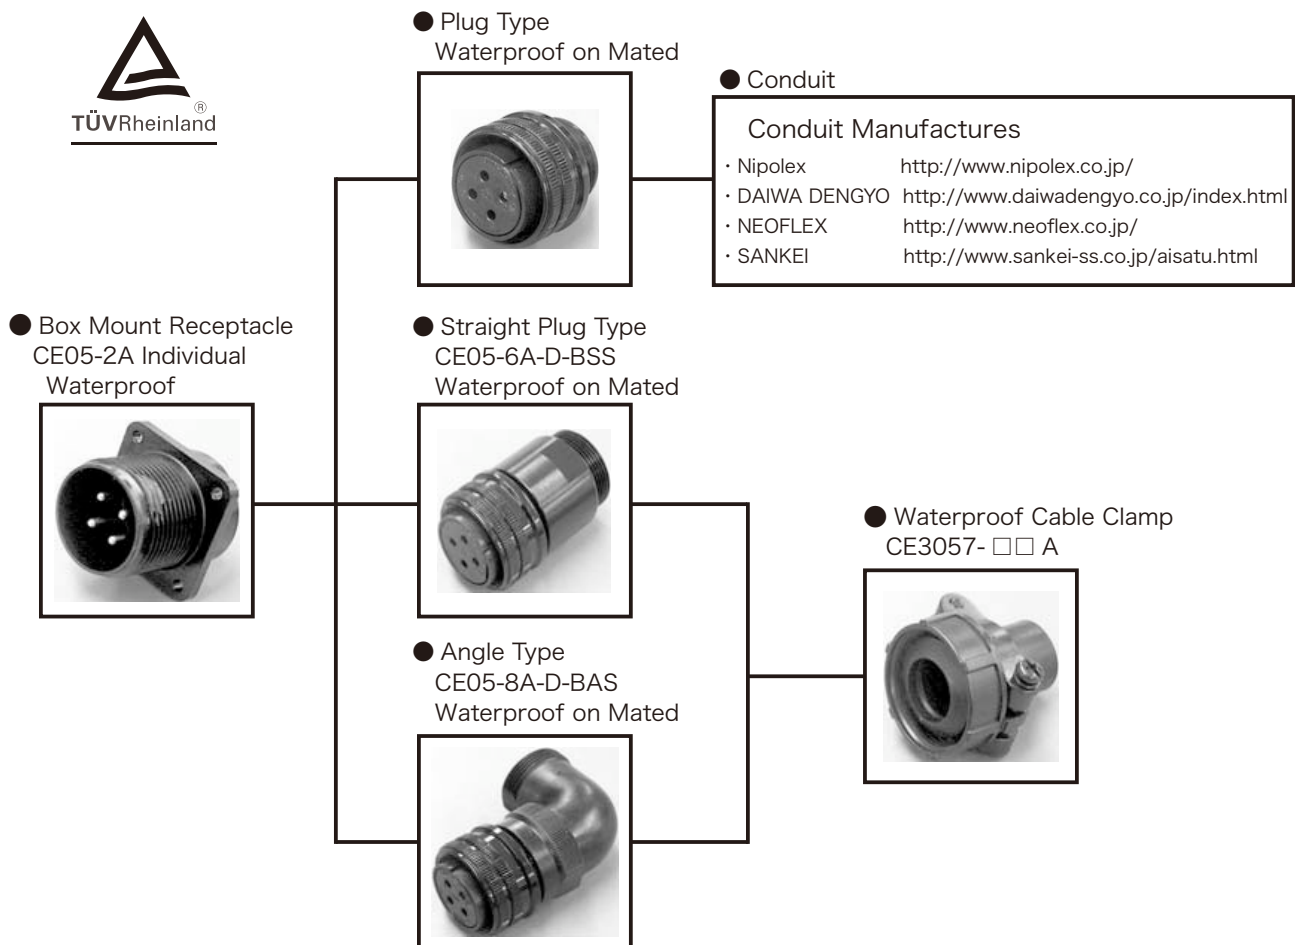 TÜVRheinland®
● Plug Type
Waterproof on Mated
● Conduit
Conduit Manufactures
・Nipolex http://www.nipolex.co.jp/
・DAIWA DENGYO http://www.daiwadengyo.co.jp/index.html
・NEOFLEX http://www.neoflex.co.jp/
・SANKEI http://www.sankei-ss.co.jp/aisatu.html
● Box Mount Receptacle
CE05-2A Individual
Waterproof
● Straight Plug Type
CE05-6A-D-BSS
Waterproof on Mated
● Waterproof Cable Clamp
CE3057- □□ A
● Angle Type
CE05-8A-D-BAS
Waterproof on Mated